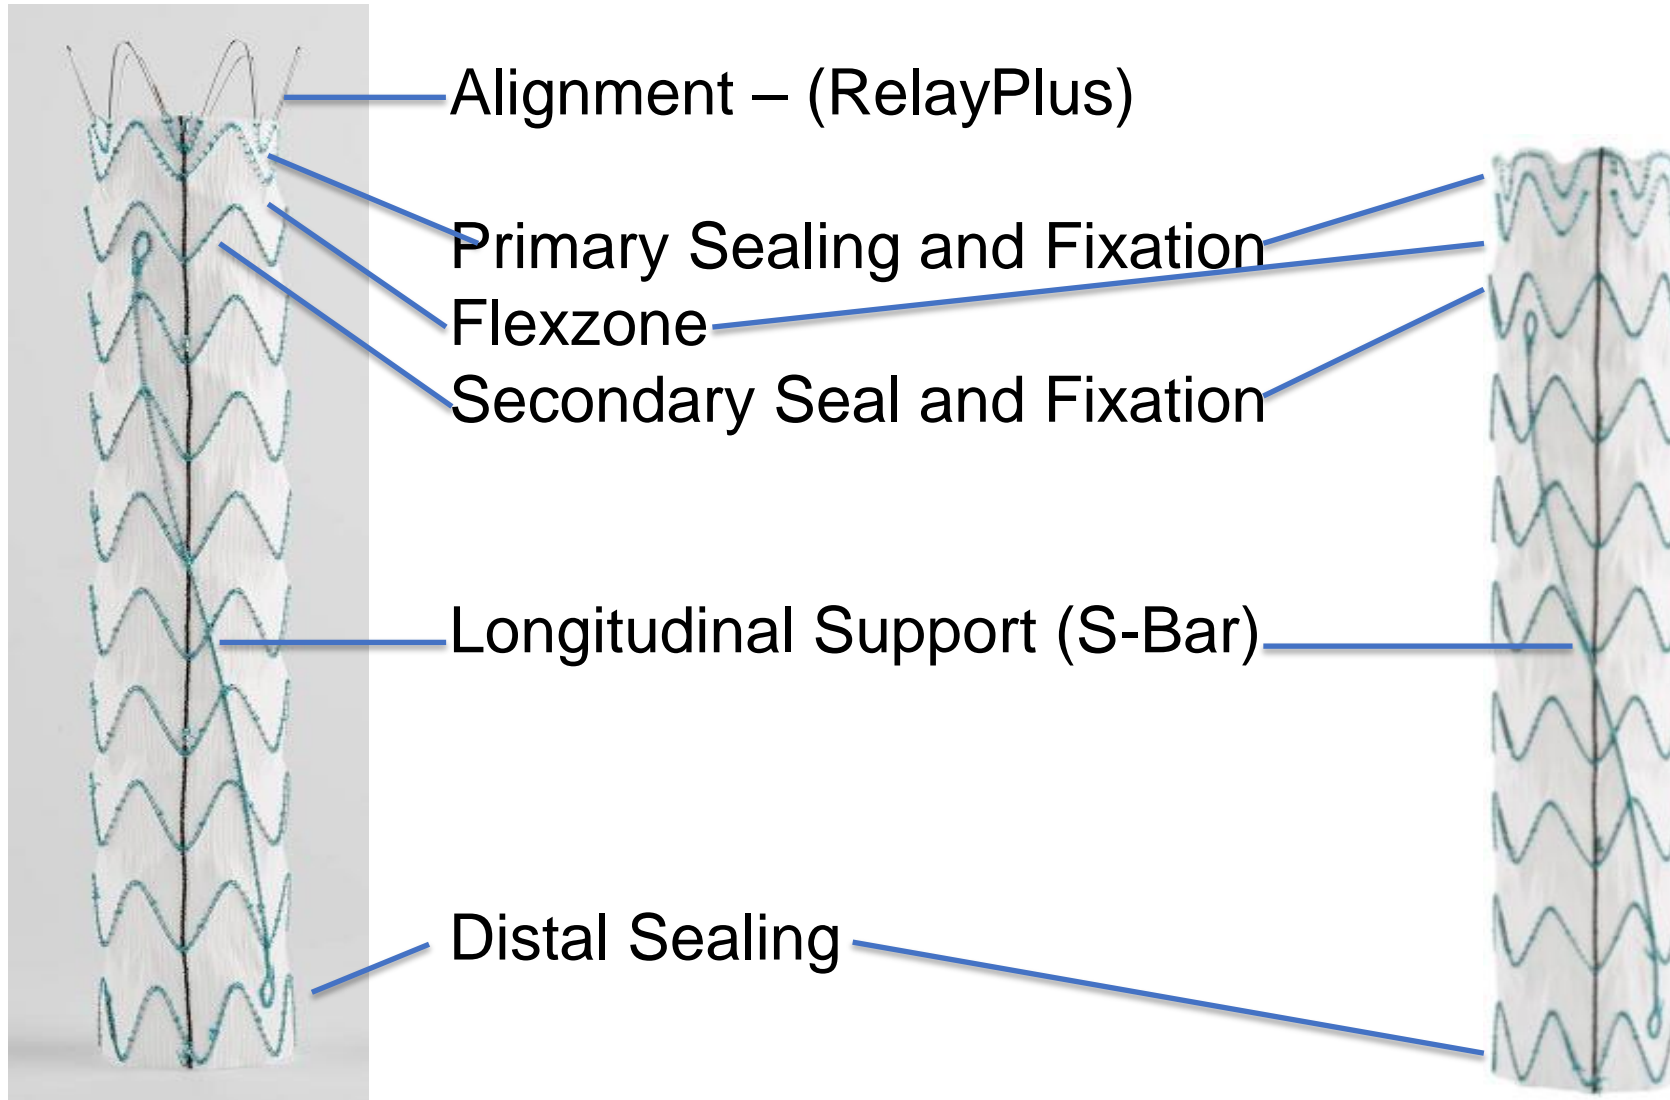 Alignment – (RelayPlus)
Primary Sealing and Fixation
Flexzone
Secondary Seal and Fixation
Longitudinal Support (S-Bar)
Distal Sealing